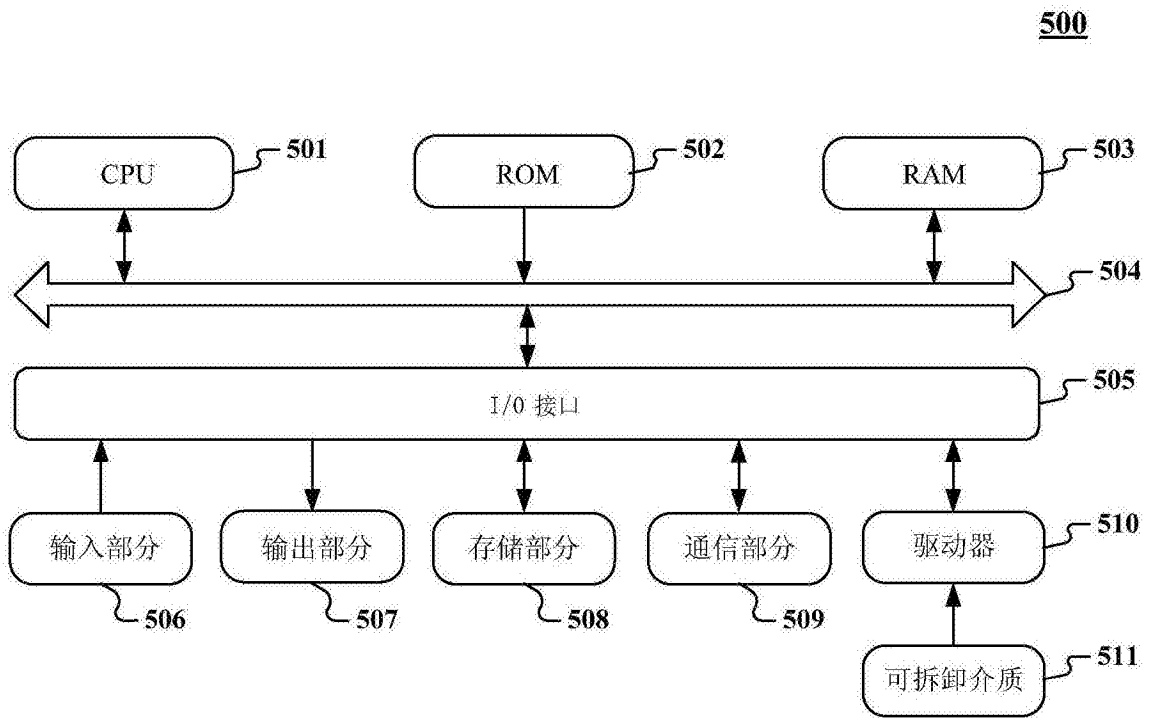 500
CPU
501
ROM
502
RAM
503
504
I/O 接口
505
输入部分
输出部分
存储部分
通信部分
驱动器
510
506
507
508
509
可拆卸介质
511